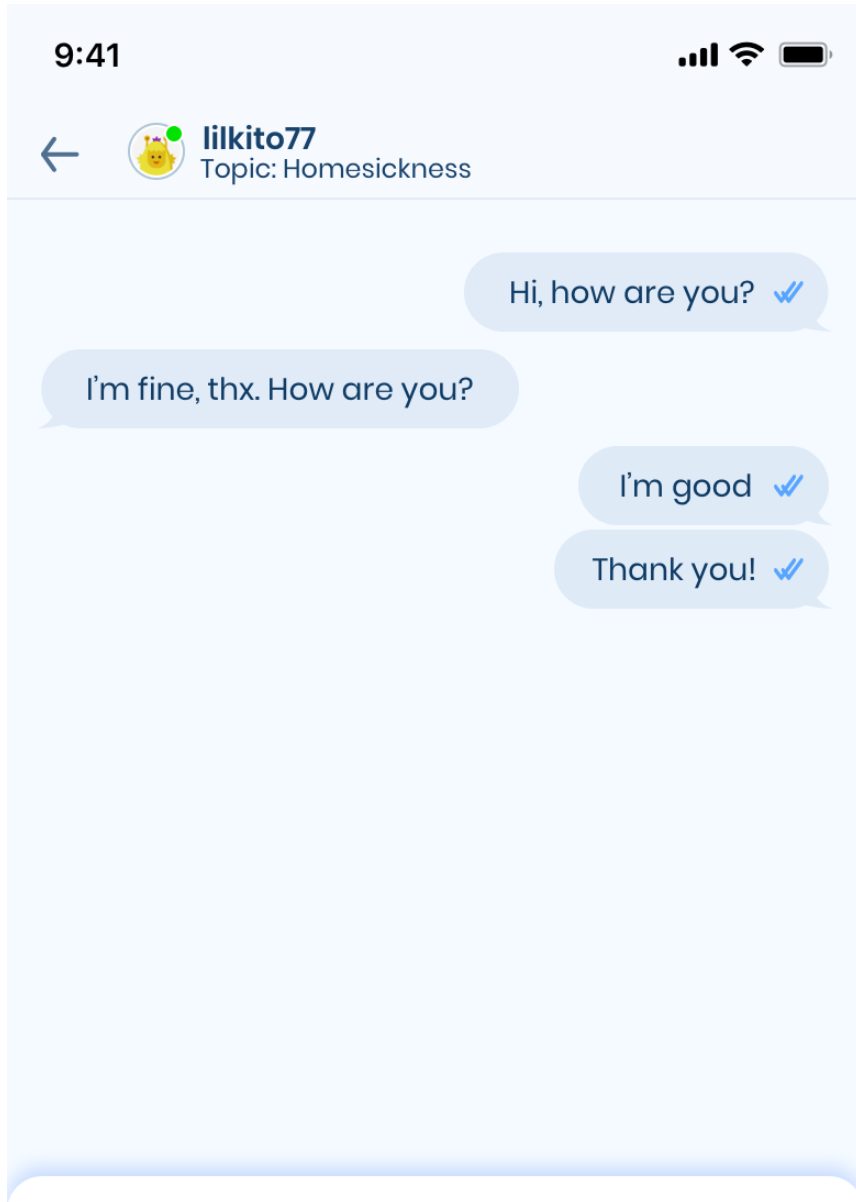 9:41
lilkito77
Topic: Homesickness
Hi, how are you?
I'm fine, thx. How are you?
I'm good
Thank you!